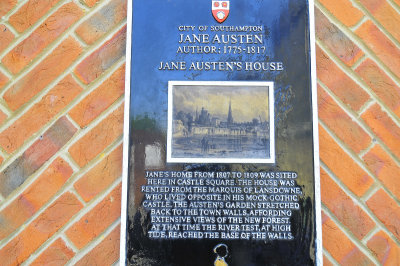 CITY OF SOUTHAMPTON
JANE AUSTEN
AUTHOR: 1775-1817
JANE AUSTEN'S HOUSE
JANE'S HOME FROM 1807 TO 1809 WAS SITED
HERE IN CASTLE SQUARE. THE HOUSE WAS
RENTED FROM THE MARQUIS OF LANSDOWNE,
WHO LIVED OPPOSITE IN HIS MOCK-GOTHIC
CASTLE. THE AUSTEN'S GARDEN STRETCHED
BACK TO THE TOWN WALLS, AFFORDING
EXTENSIVE VIEWS OF THE NEW FOREST.
AT THAT TIME THE RIVER TEST, AT HIGH
TIDE, REACHED THE BASE OF THE WALLS.